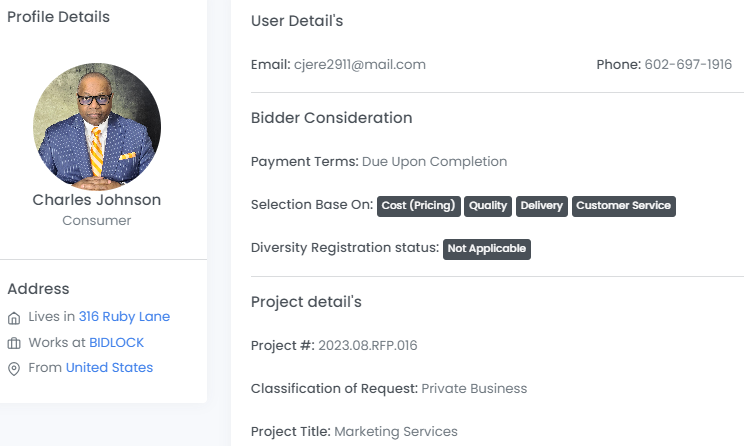 Profile Details
Charles Johnson
Consumer
Address
Lives in 316 Ruby Lane
Works at BIDLOCK
From United States
User Detail's
Email: cjere2911@mail.com
Phone: 602-697-1916
Bidder Consideration
Payment Terms: Due Upon Completion
Selection Base On: Cost (Pricing) Quality Delivery Customer Service
Diversity Registration status: Not Applicable
Project detail's
Project #: 2023.08.RFP.016
Classification of Request: Private Business
Project Title: Marketing Services